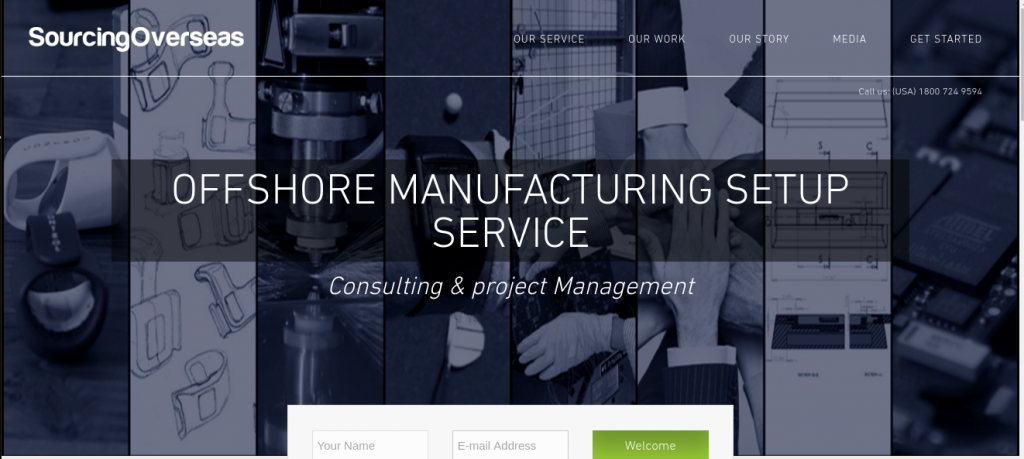 SourcingOverseas
OUR SERVICE OUR WORK OUR STORY MEDIA GET STARTED
Call us: (USA) 1800 724 9594
OFFSHORE MANUFACTURING SETUP
SERVICE
Consulting & project Management
Your Name E-mail Address Welcome